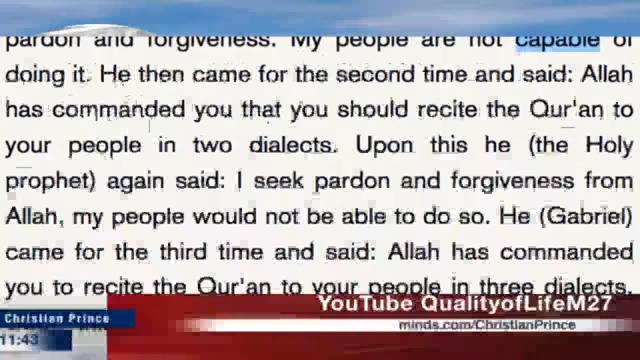 pardon and forgiveness. My people are not capable of
doing it. He then came for the second time and said: Allah
has commanded you that you should recite the Qur'an to
your people in two dialects. Upon this he (the Holy
prophet) again said: I seek pardon and forgiveness from
Allah, my people would not be able to do so. He (Gabriel)
came for the third time and said: Allah has commanded
you to recite the Qur'an to your people in three dialects.
YouTube QualityofLifeM27
Christian Prince
minds.com/ChristianPrince
11:43